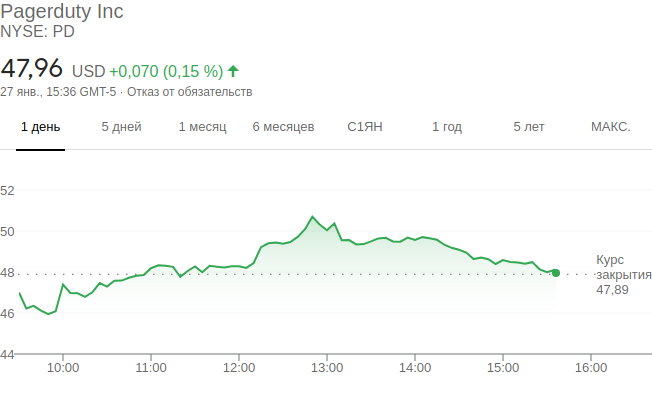 Pagerduty Inc
NYSE: PD
47,96 USD +0,070 (0,15 %)
27 янв., 15:36 GMT-5 · Отказ от обязательств
1 день 5 дней 1 месяц 6 месяцев С1ЯН 1 год 5 лет МАКС.
52
50
48
46
44
Курс
закрытия
47,89
10:00 11:00 12:00 13:00 14:00 15:00 16:00